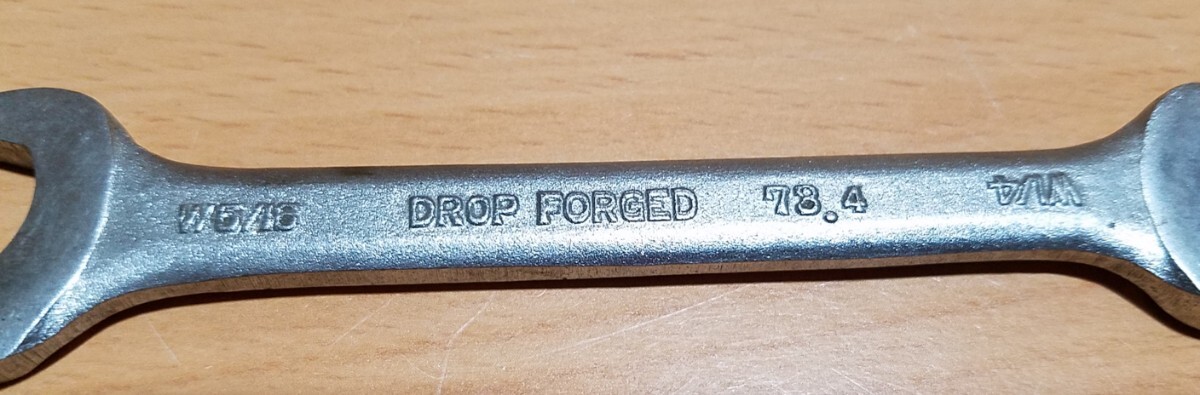 W5/16 DROP FORGED 78.4 W1/4